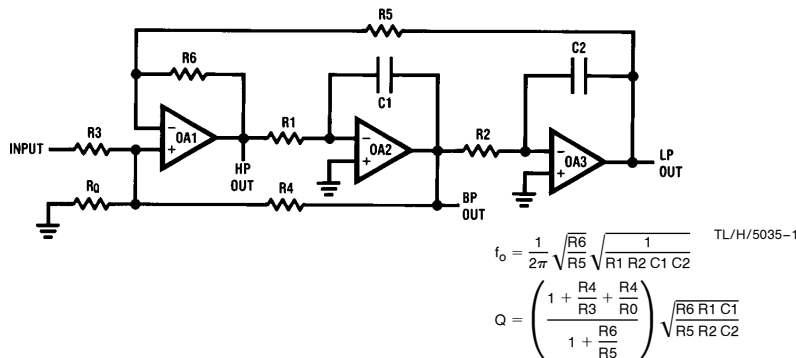 R5
R6
C2
C1
R3
R1
R2
INPUT
−
+
OA1
−
+
OA2
−
+
OA3
HP
OUT
LP
OUT
RQ
R4
BP
OUT
TL/H/5035–1
fo = 1/2π √R6/R5 √1/R1 R2 C1 C2
Q = (1 + R4/R3 + R4/R0 / 1 + R6/R5) √R6 R1 C1/R5 R2 C2